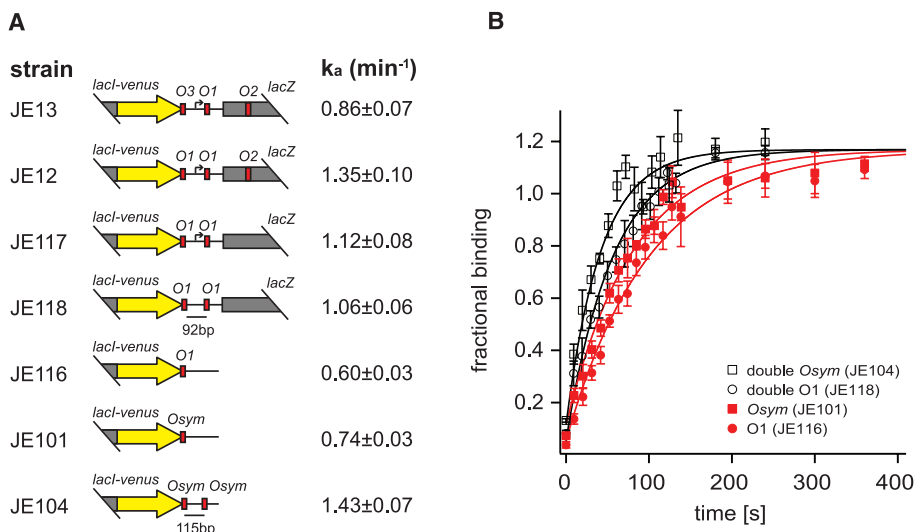 A
strain
ka (min-1)
lacI-venus O3 O1 O2 lacZ
JE13 0.86±0.07
lacI-venus O1 O1 O2 lacZ
JE12 1.35±0.10
lacI-venus O1 O1 lacZ
JE117 1.12±0.08
lacI-venus O1 O1 lacZ
JE118 1.06±0.06
92bp
lacI-venus O1
JE116 0.60±0.03
lacI-venus Osym
JE101 0.74±0.03
lacI-venus Osym Osym
JE104 1.43±0.07
115bp
B
fractional binding
1.2
1.0
0.8
0.6
0.4
0.2
double Osym (JE104)
double O1 (JE118)
Osym (JE101)
O1 (JE116)
0 100 200 300 400
time [s]